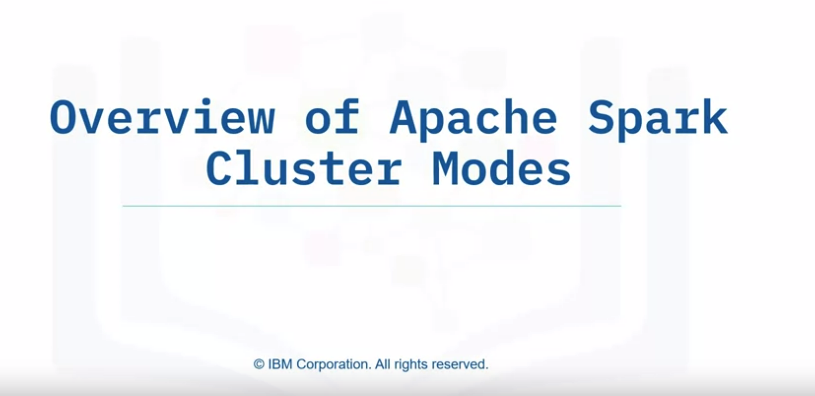 Overview of Apache Spark
Cluster Modes
© IBM Corporation. All rights reserved.